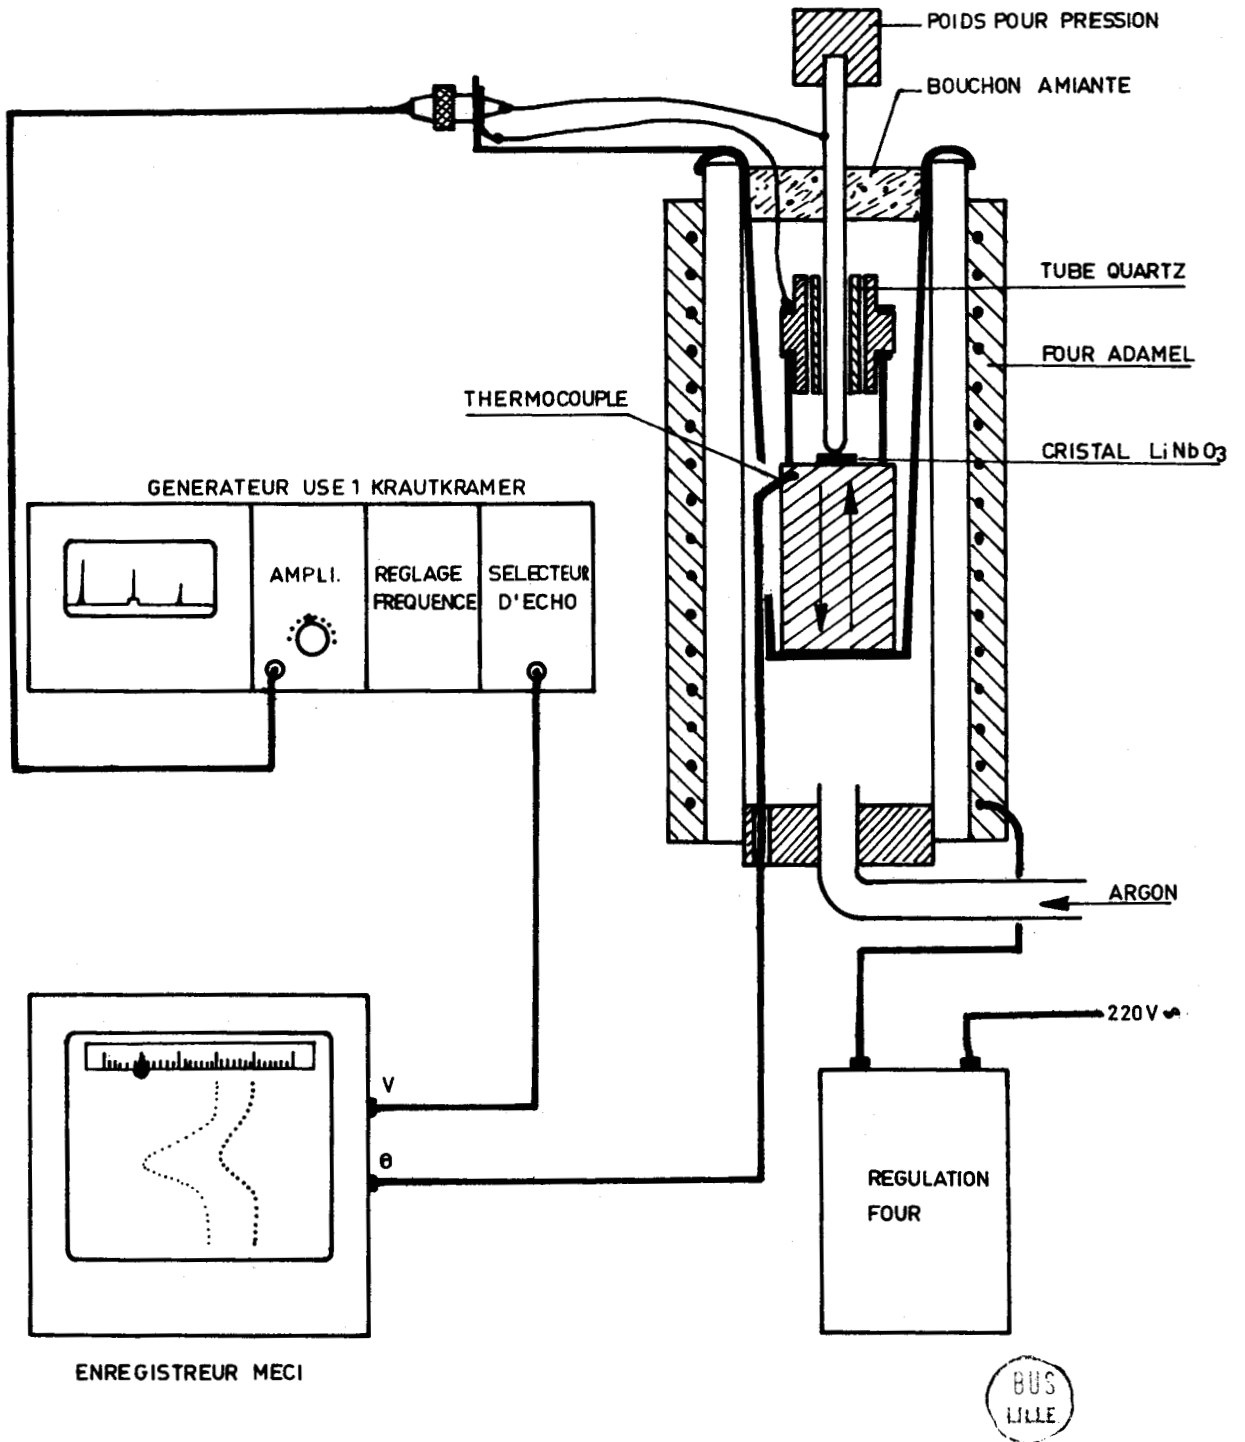 POIDS POUR PRESSION
BOUCHON AMIANTE
TUBE QUARTZ
FOUR ADAMEL
THERMOCOUPLE
CRISTAL LiNbO3
GENERATEUR USE 1 KRAUTKRAMER
AMPLI.
REGLAGE
FREQUENCE
SELECTEUR
D'ECHO
ARGON
220V ∾
V
θ
REGULATION
FOUR
ENREGISTREUR MECI
BUS
LILLE